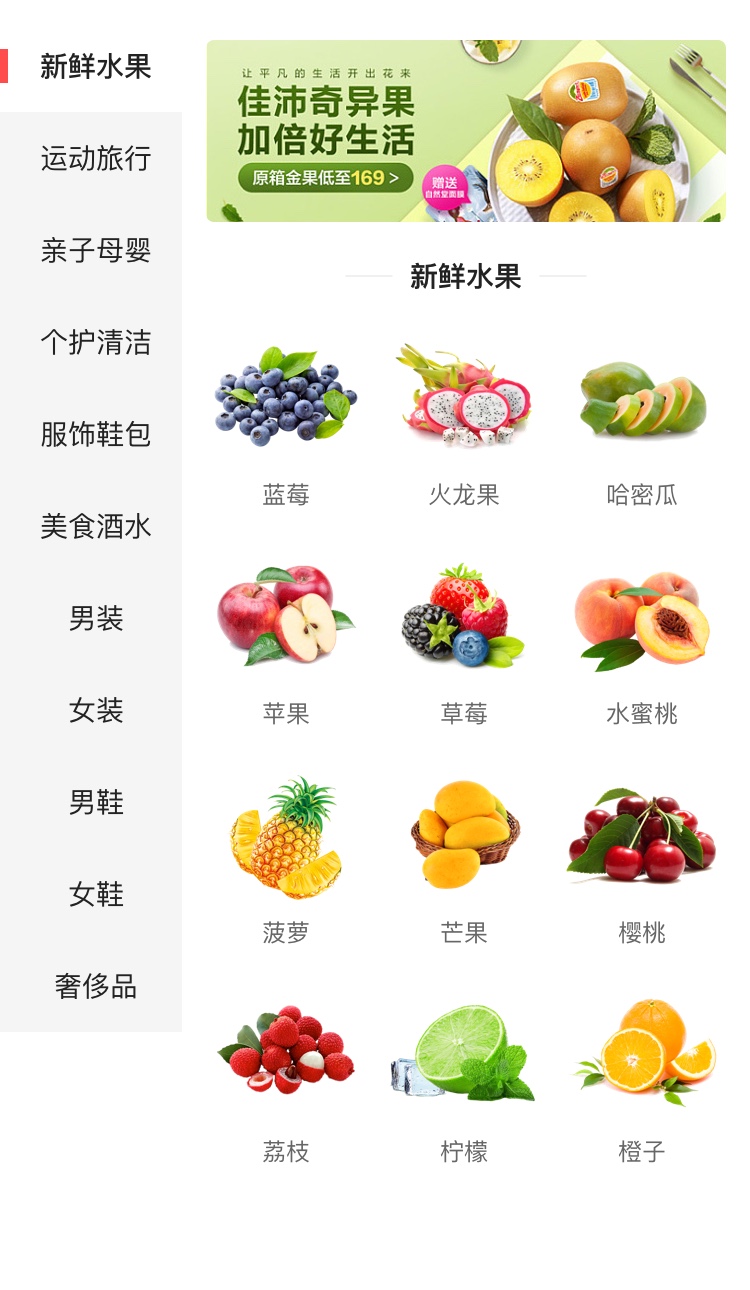 新鲜水果
运动旅行
亲子母婴
个护清洁
服饰鞋包
美食酒水
男装
女装
男鞋
女鞋
奢侈品
让平凡的生活开出花来
佳沛奇异果
加倍好生活
原箱金果低至169 >
赠送
自然堂面膜
新鲜水果
蓝莓
火龙果
哈密瓜
苹果
草莓
水蜜桃
菠萝
芒果
樱桃
荔枝
柠檬
橙子